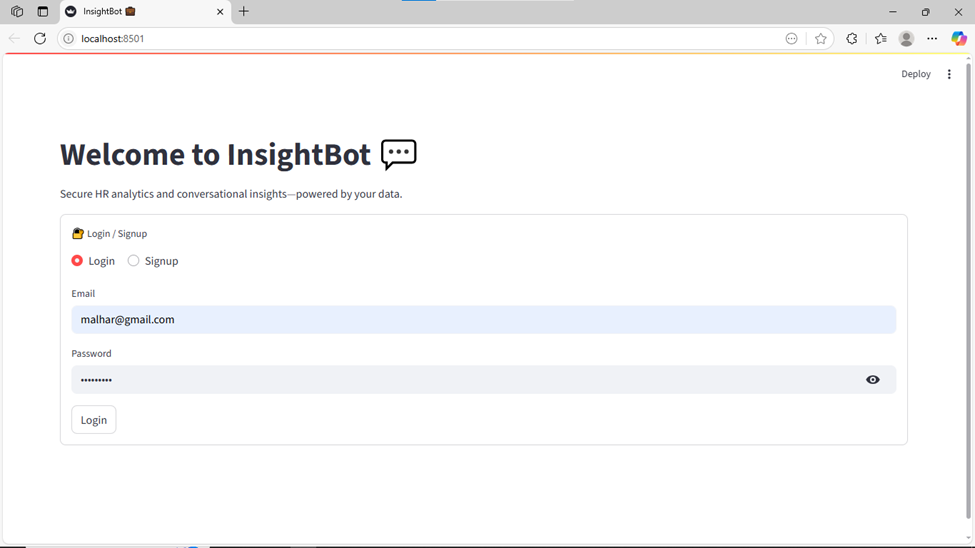 InsightBot
localhost:8501
Deploy
Welcome to InsightBot
Secure HR analytics and conversational insights—powered by your data.
Login / Signup
Login Signup
Email
malhar@gmail.com
Password
•••••••••
Login